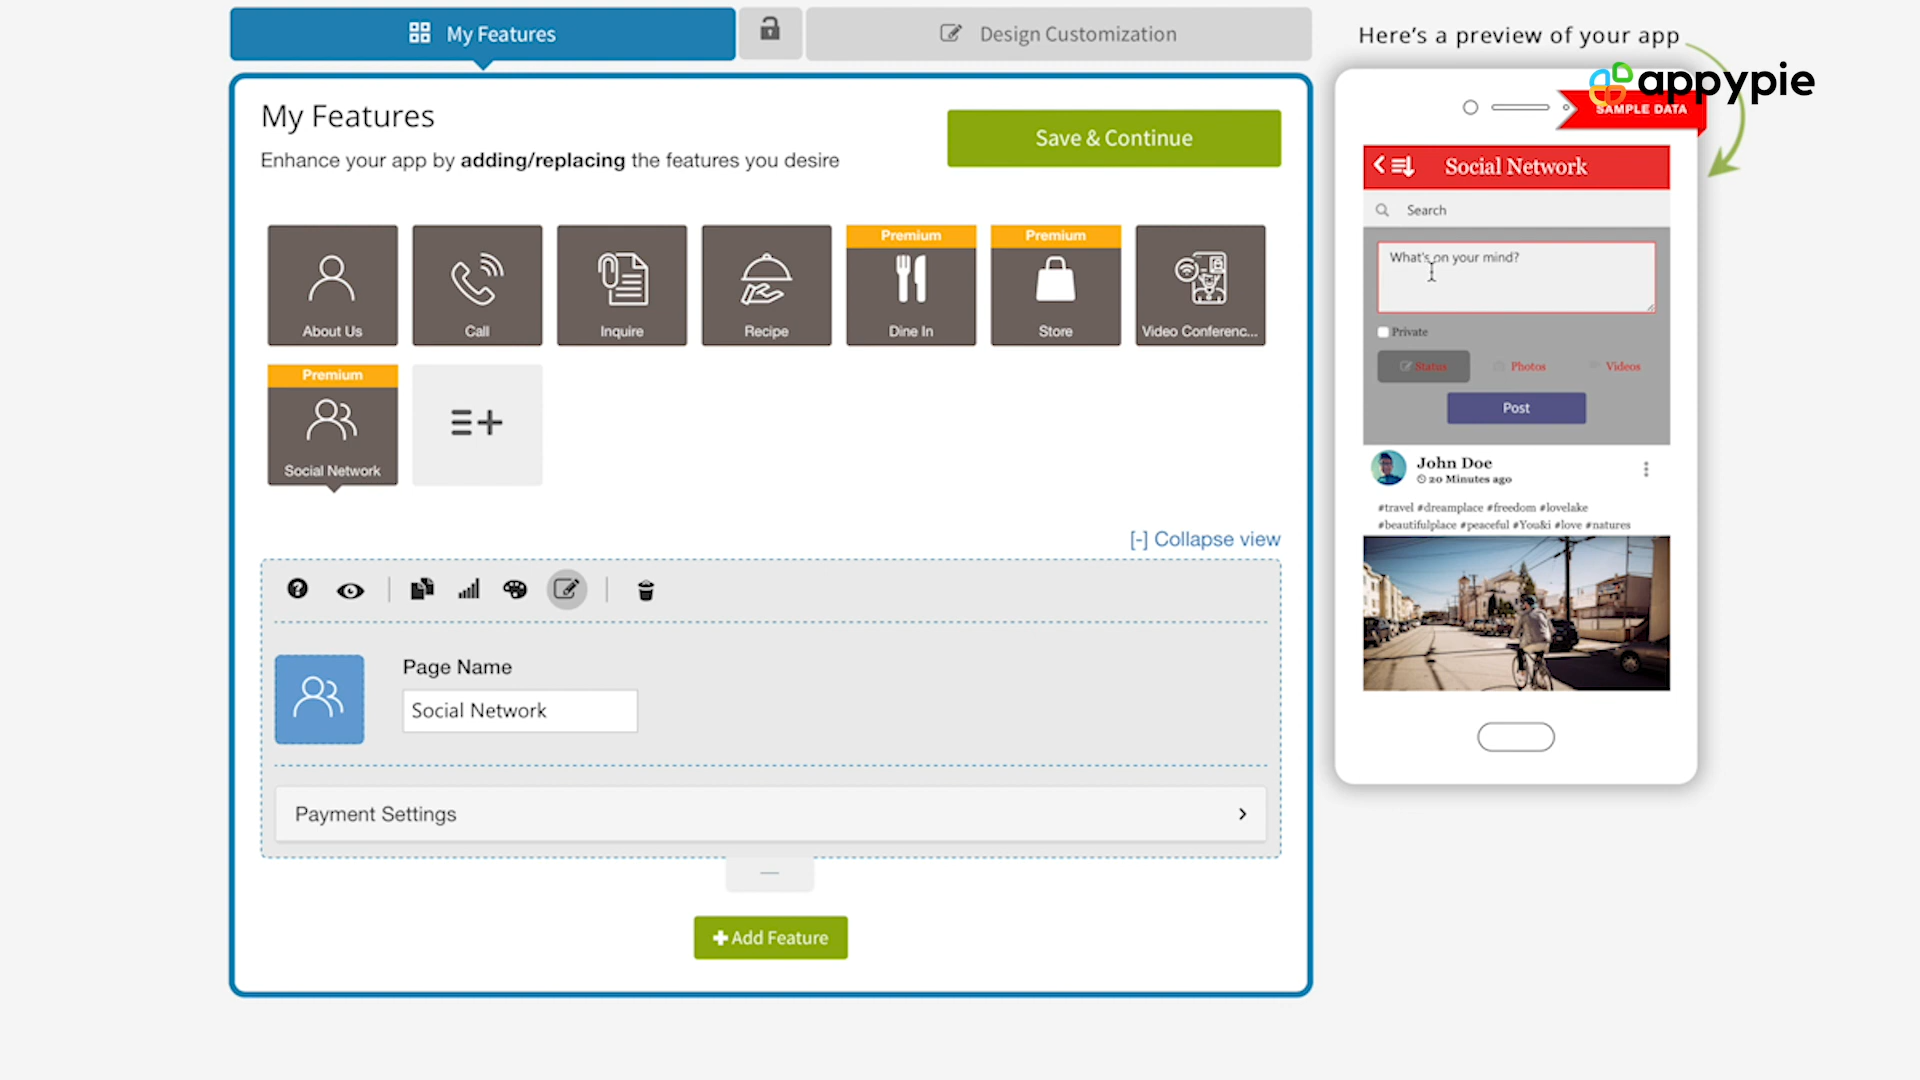 My Features
Design Customization
Here's a preview of your app
appypie
SAMPLE DATA
My Features
Enhance your app by adding/replacing the features you desire
Save & Continue
About Us
Call
Inquire
Recipe
Premium
Dine In
Premium
Store
Video Conferenc...
Premium
Social Network
[-] Collapse view
Page Name
Social Network
Payment Settings
Add Feature
Social Network
Search
What's on your mind?
Private
Status
Photos
Videos
Post
John Doe
20 Minutes ago
#travel #dreamplace #freedom #lovelake
#beautifulplace #peaceful #You&i #love #natures